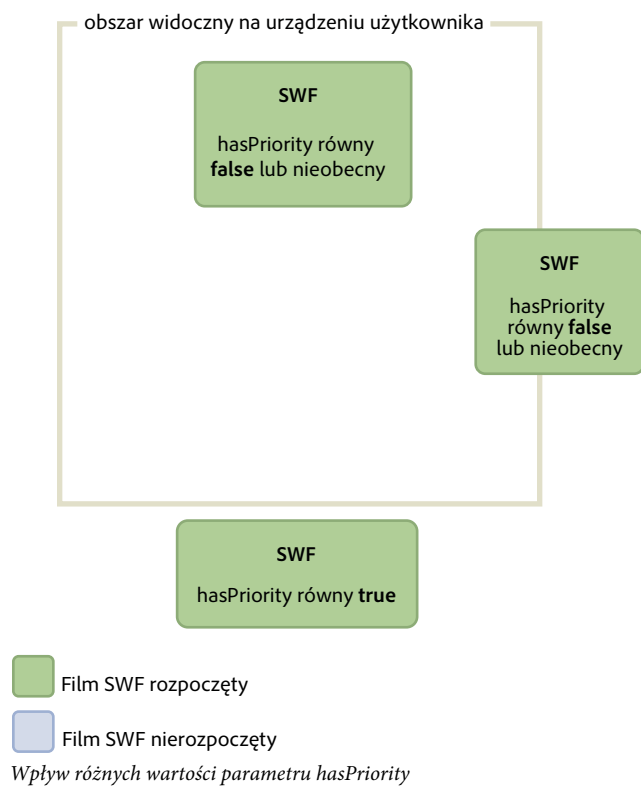 obszar widoczny na urządzeniu użytkownika
SWF
hasPriority równy
false lub nieobecny
SWF
hasPriority
równy false
lub nieobecny
SWF
hasPriority równy true
Film SWF rozpoczęty
Film SWF nierozpoczęty
Wpływ różnych wartości parametru hasPriority